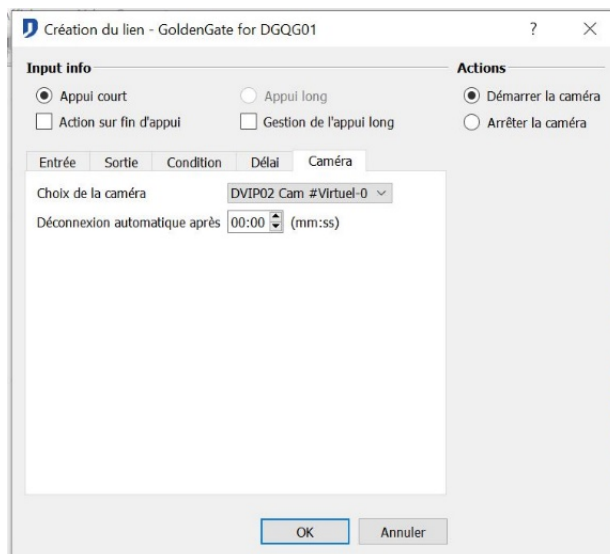 Création du lien - GoldenGate for DGQG01
?
Input info
Actions
Appui court
Appui long
Démarrer la caméra
Action sur fin d'appui
Gestion de l'appui long
Arrêter la caméra
Entrée
Sortie
Condition
Délai
Caméra
Choix de la caméra
DVIP02 Cam #Virtuel-0
Déconnexion automatique après
00:00
(mm:ss)
OK
Annuler